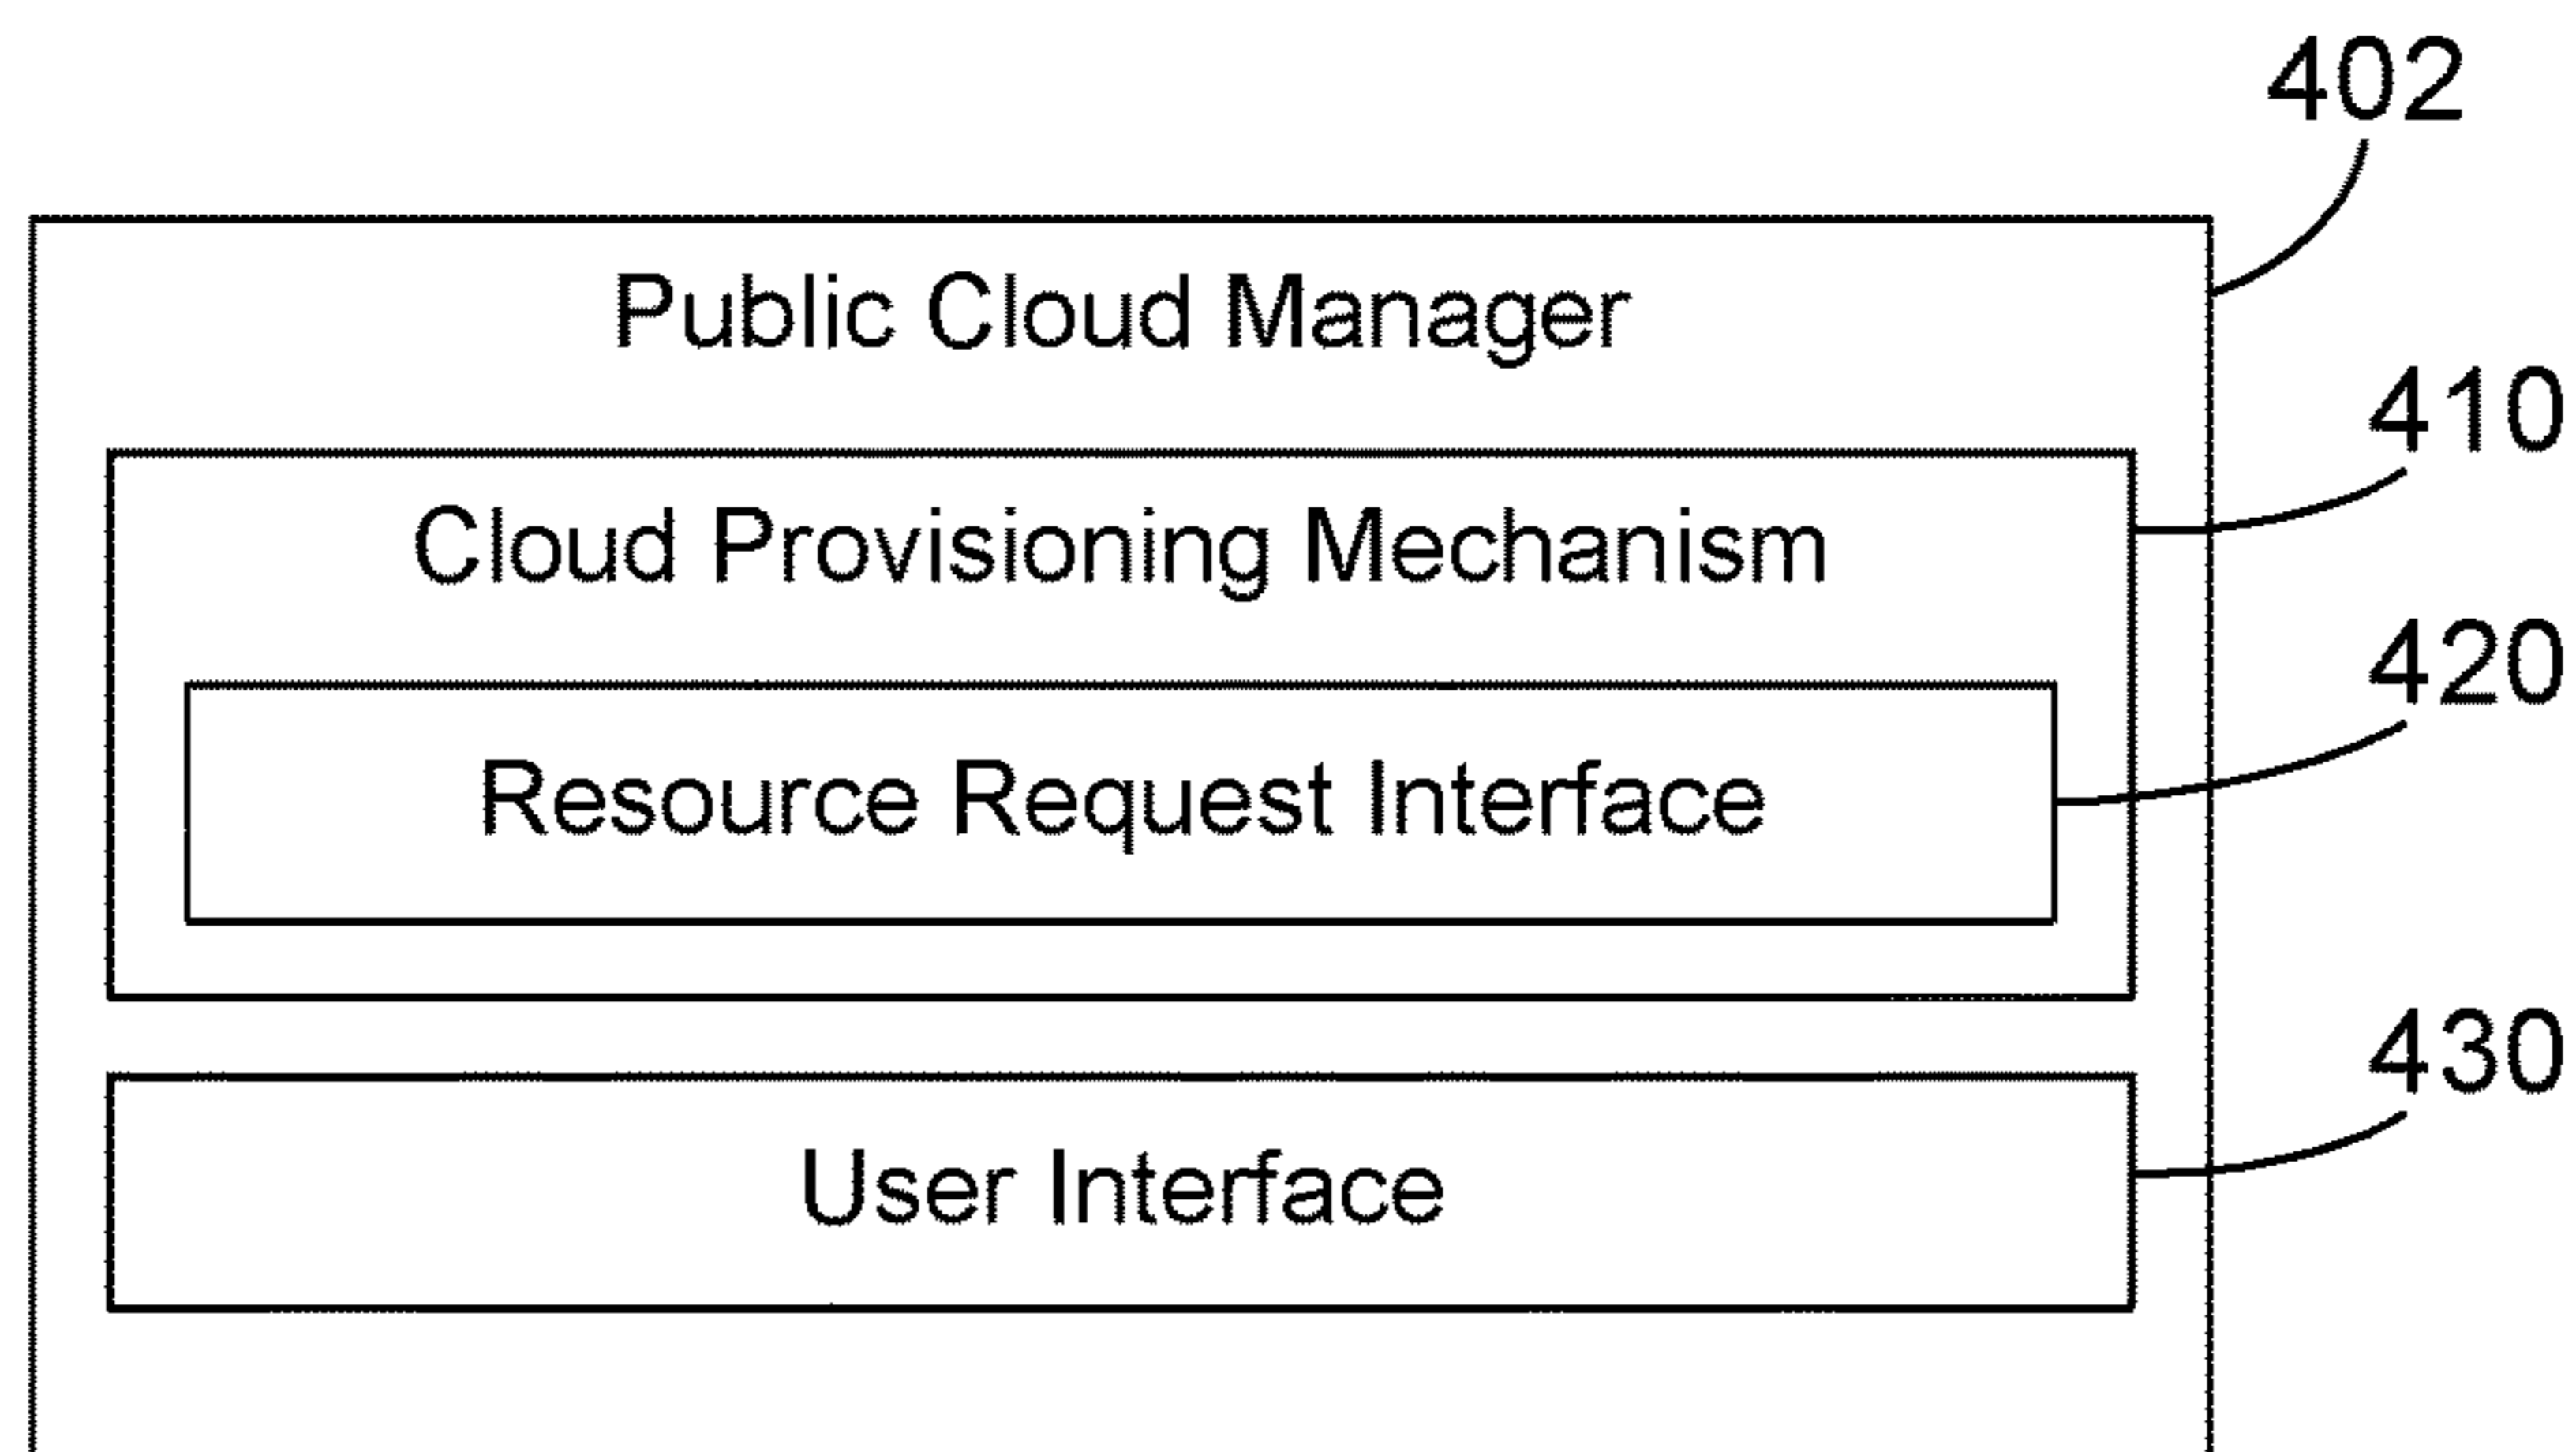 402
Public Cloud Manager
410
Cloud Provisioning Mechanism
420
Resource Request Interface
430
User Interface